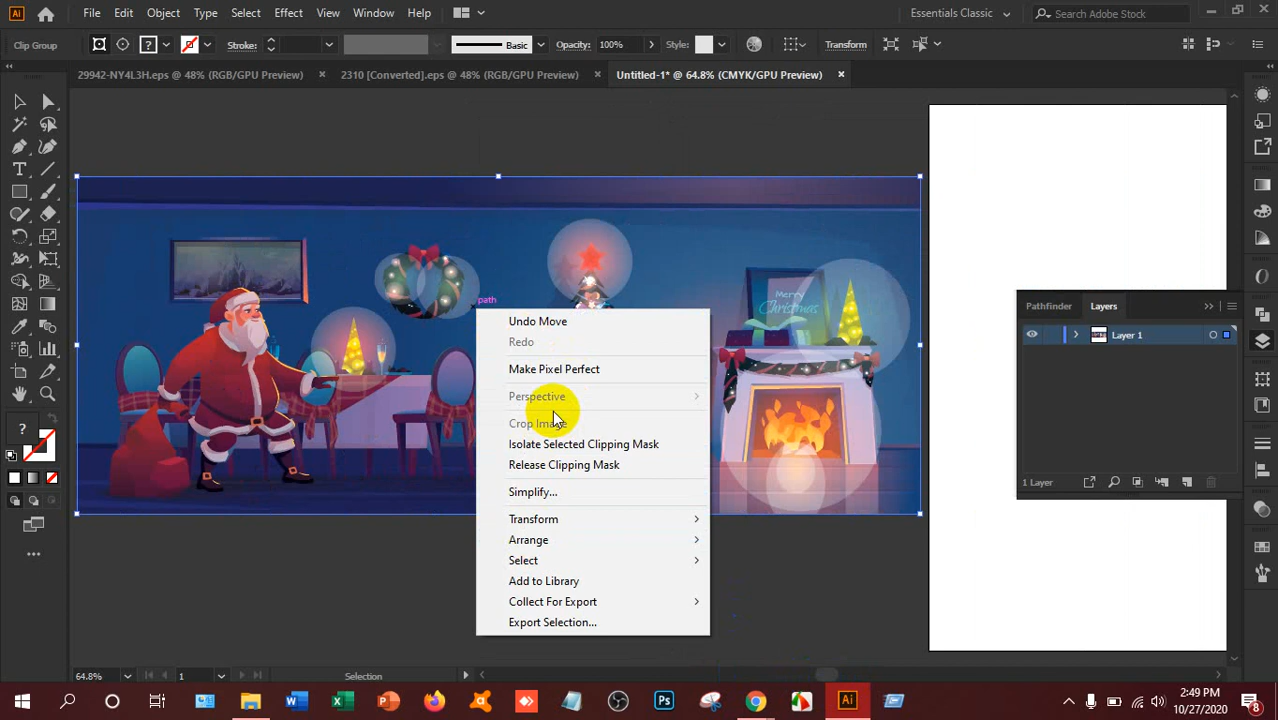 Ai File Edit Object Type Select Effect View Window Help Essentials Classic Search Adobe Stock
Clip Group ? Stroke: Basic Opacity: 100% Style: Transform
29942-NY4L3H.eps @ 48% (RGB/GPU Preview) × 2310 [Converted].eps @ 48% (RGB/GPU Preview) × Untitled-1* @ 64.8% (CMYK/GPU Preview) ×
Merry
Christmas
path
Undo Move
Redo
Make Pixel Perfect
Perspective
Crop Image
Isolate Selected Clipping Mask
Release Clipping Mask
Simplify...
Transform
Arrange
Select
Add to Library
Collect For Export
Export Selection...
Pathfinder Layers
Layer 1
1 Layer
?
64.8% 1 Selection
Ps Ai
2:49 PM
10/27/2020
8